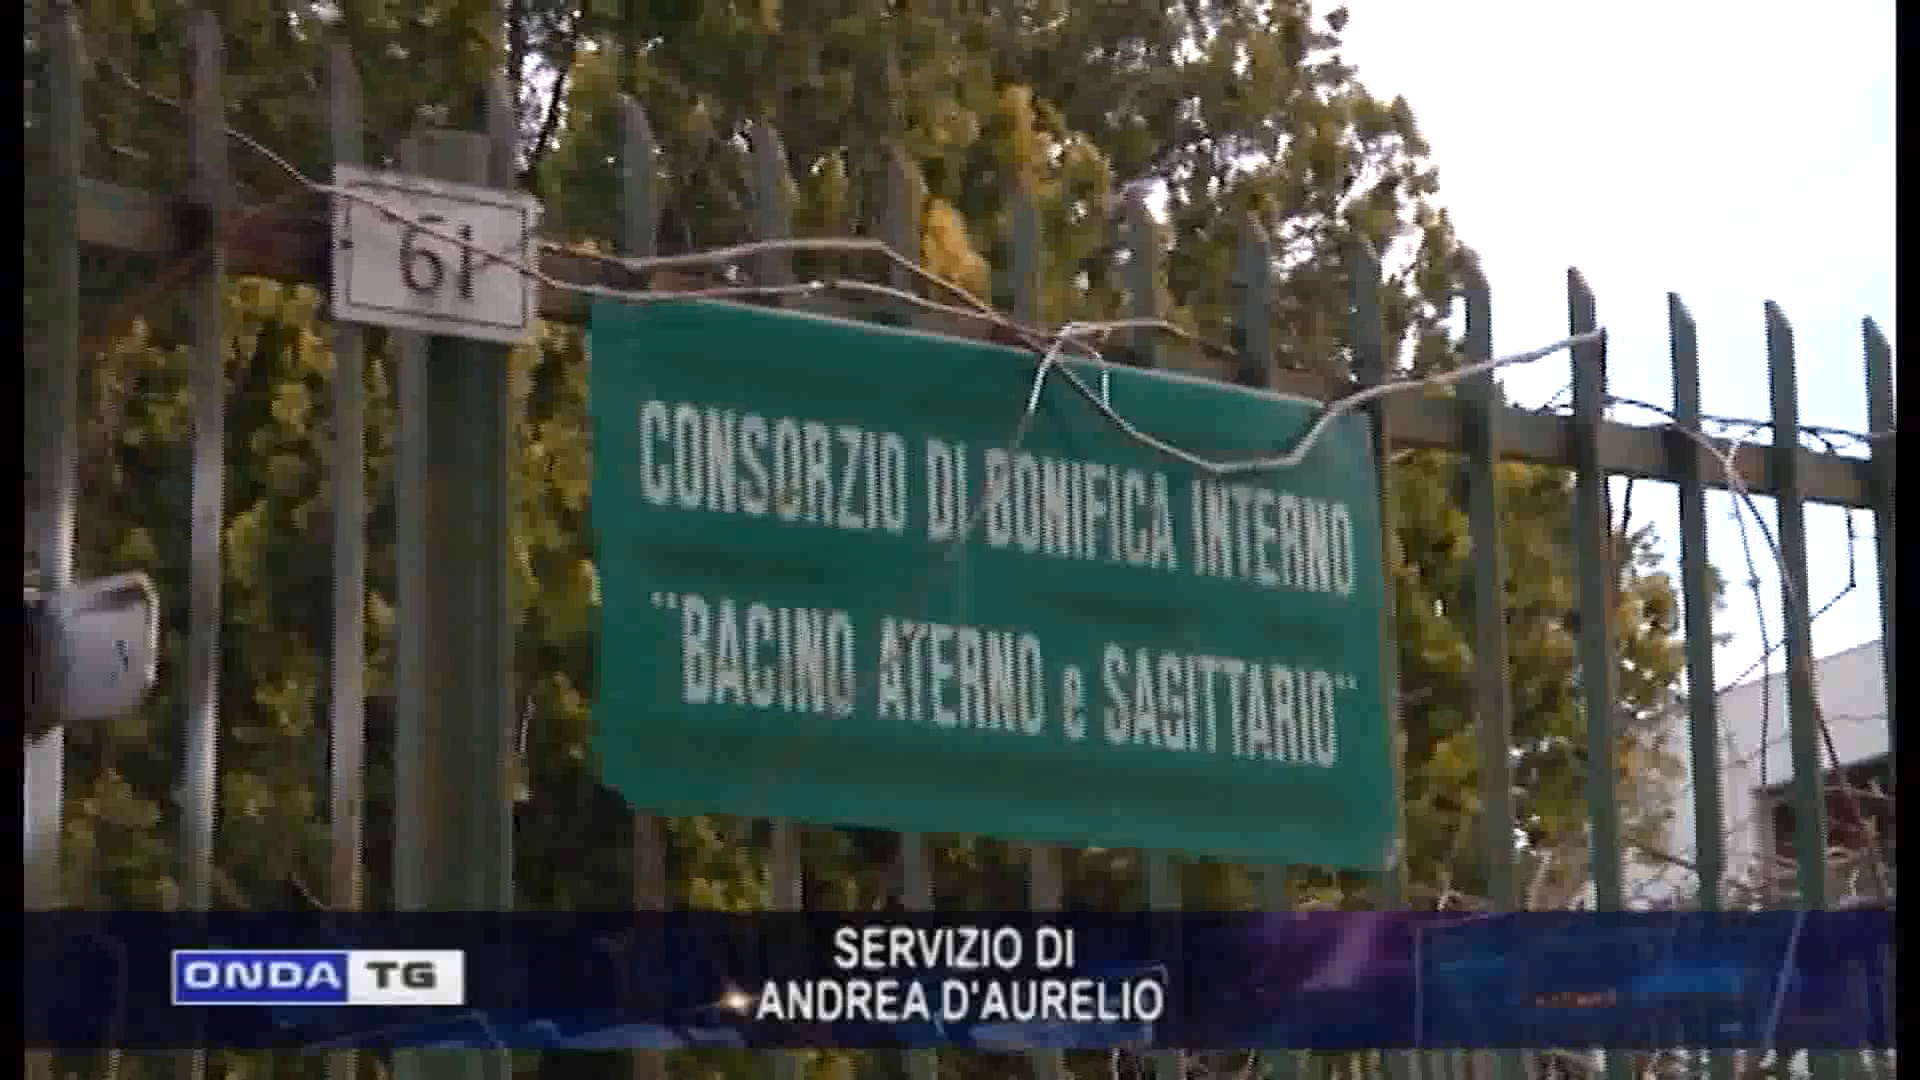 61
CONSORZIO DI BONIFICA INTERNO
"BACINO ATERNO e SAGITTARIO"
SERVIZIO DI
ANDREA D'AURELIO
ONDA TG